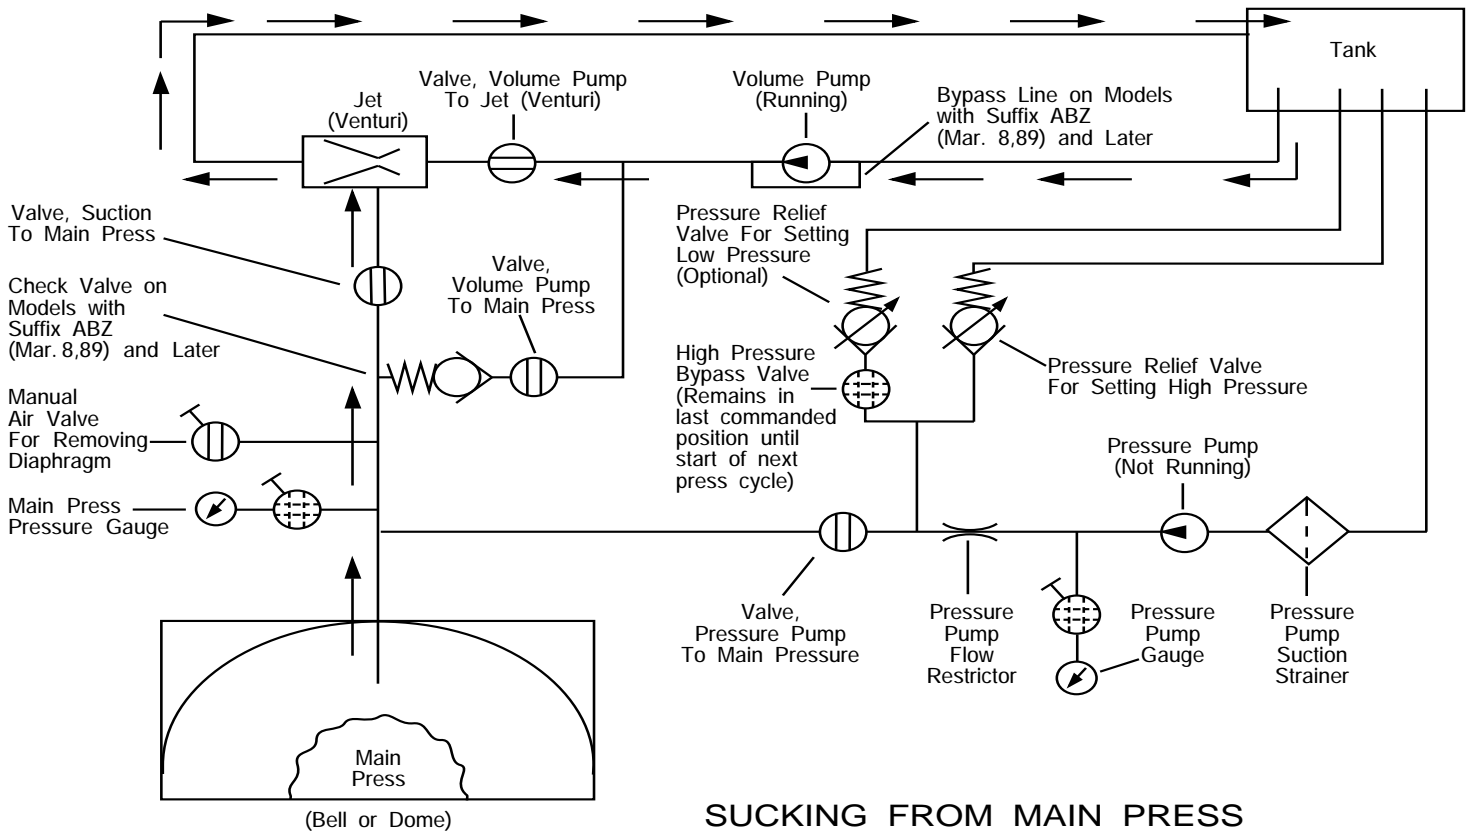 Tank
Valve, Volume Pump
To Jet (Venturi)
Volume Pump
(Running)
Bypass Line on Models
with Suffix ABZ
(Mar. 8,89) and Later
Jet
(Venturi)
Valve, Suction
To Main Press
Check Valve on
Models with
Suffix ABZ
(Mar. 8,89) and Later
Valve,
Volume Pump
To Main Press
Pressure Relief
Valve For Setting
Low Pressure
(Optional)
High Pressure
Bypass Valve
(Remains in
last commanded
position until
start of next
press cycle)
Pressure Relief Valve
For Setting High Pressure
Manual
Air Valve
For Removing
Diaphragm
Main Press
Pressure Gauge
Pressure Pump
(Not Running)
Valve,
Pressure Pump
To Main Pressure
Pressure
Pump
Flow
Restrictor
Pressure
Pump
Gauge
Pressure
Pump
Suction
Strainer
Main
Press
(Bell or Dome)
SUCKING FROM MAIN PRESS